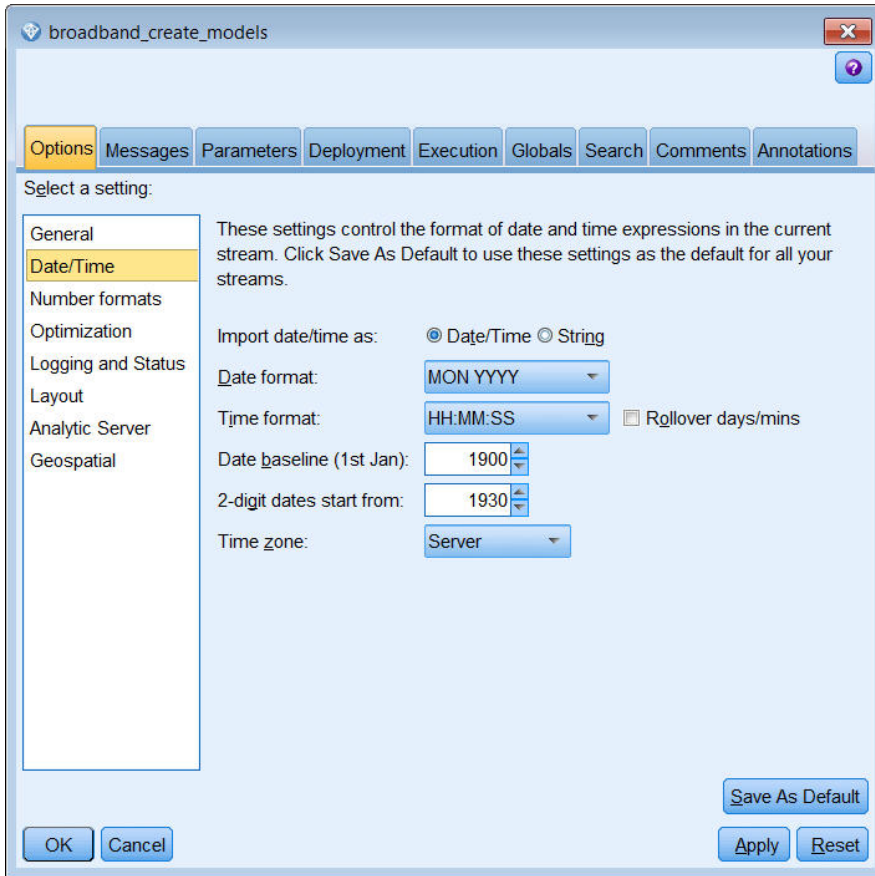 broadband_create_models
Options Messages Parameters Deployment Execution Globals Search Comments Annotations
Select a setting:
General
Date/Time
Number formats
Optimization
Logging and Status
Layout
Analytic Server
Geospatial
These settings control the format of date and time expressions in the current
stream. Click Save As Default to use these settings as the default for all your
streams.
Import date/time as: Date/Time String
Date format: MON YYYY
Time format: HH:MM:SS Rollover days/mins
Date baseline (1st Jan): 1900
2-digit dates start from: 1930
Time zone: Server
Save As Default
OK Cancel Apply Reset